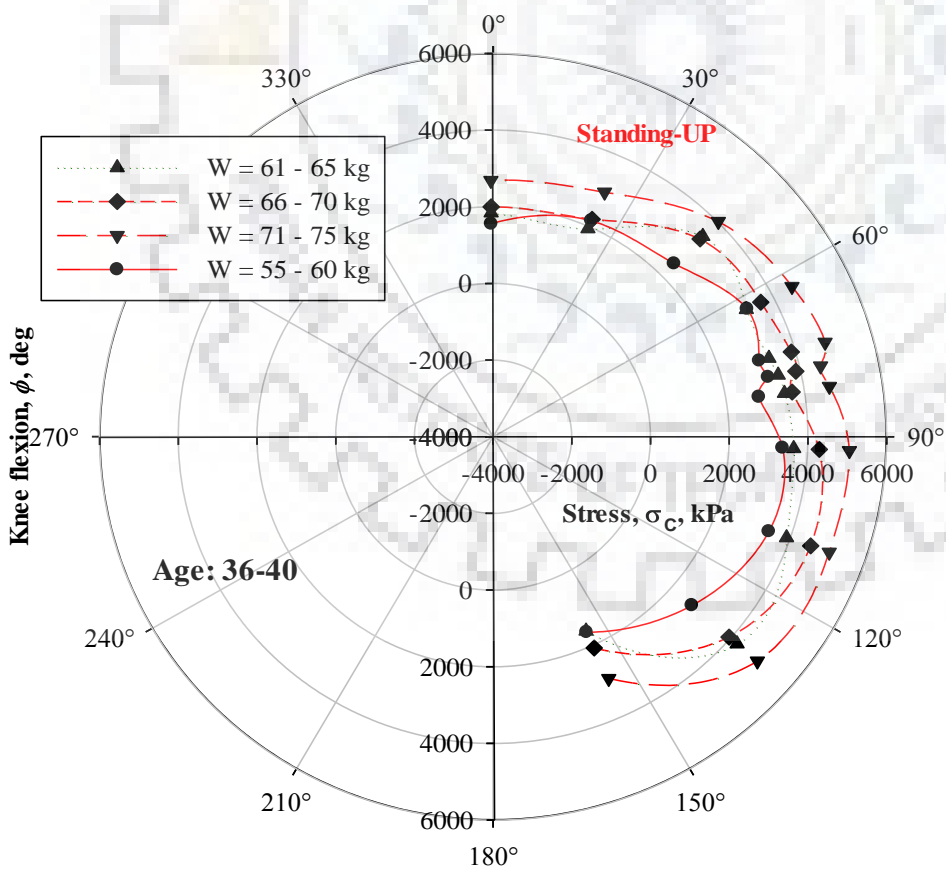 0°
6000
330°
30°
Standing-UP
4000
W = 61 - 65 kg
W = 66 - 70 kg
W = 71 - 75 kg
W = 55 - 60 kg
2000
60°
0
-2000
Knee flexion, ϕ, deg
270°
-4000
90°
-4000 -2000 0 2000 4000 6000
-2000
Stress, σC, kPa
Age: 36-40
0
240°
120°
2000
4000
210°
150°
6000
180°